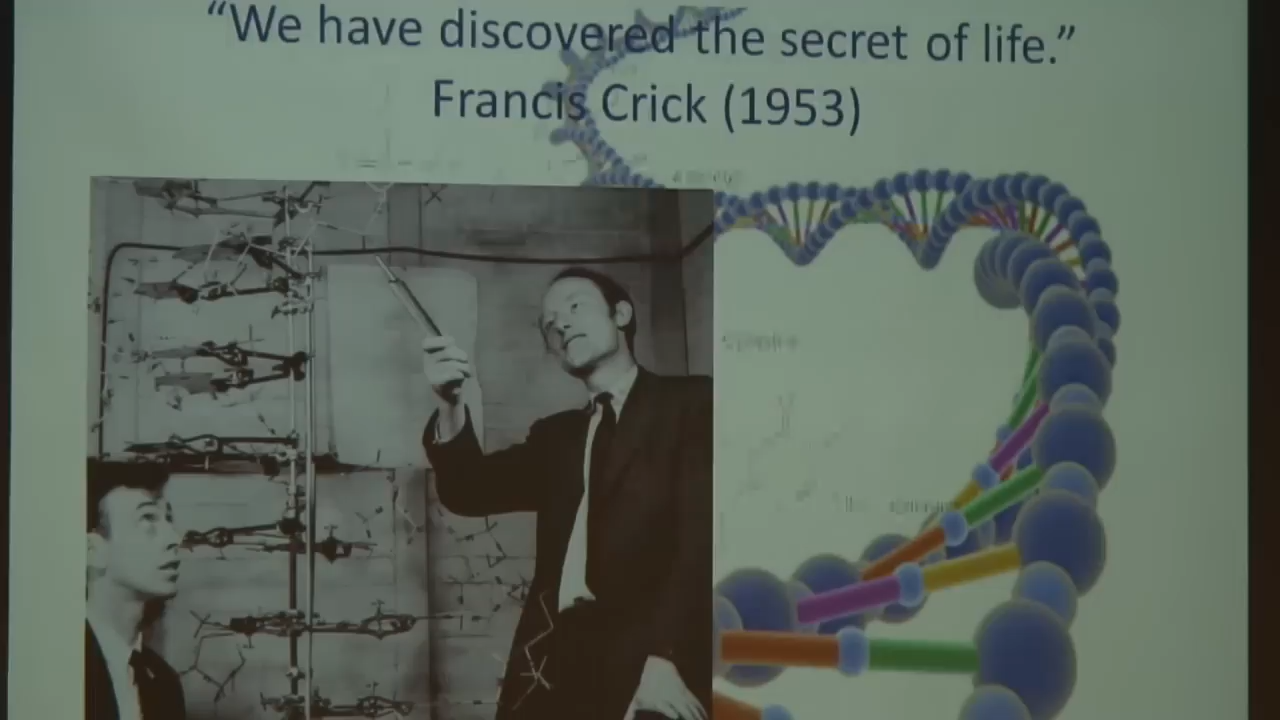 “We have discovered the secret of life.”
Francis Crick (1953)